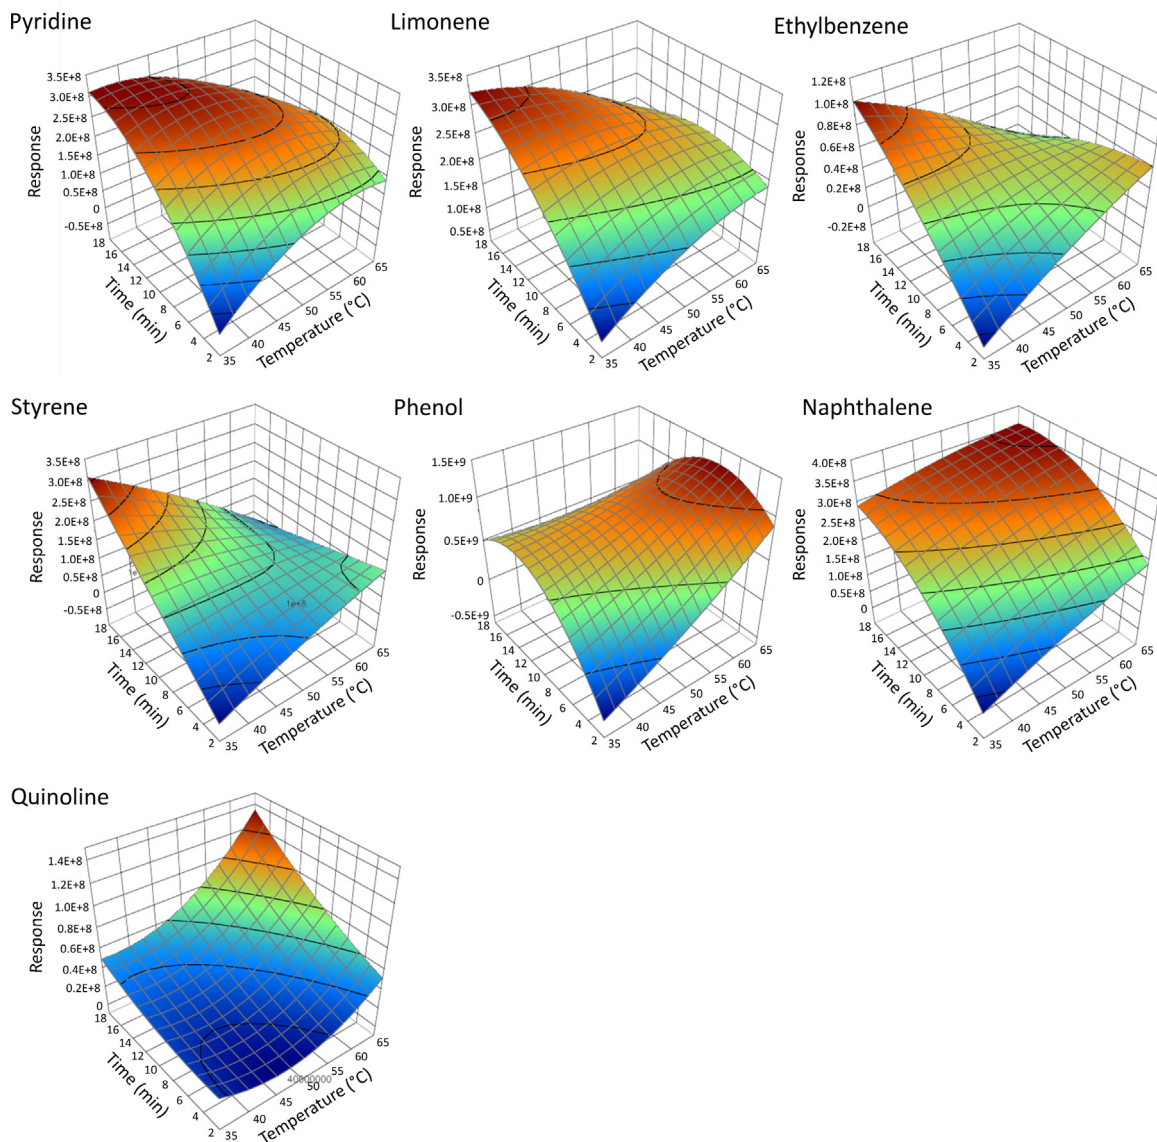 Pyridine
3.5E+8
3.0E+8
2.5E+8
2.0E+8
1.5E+8
1.0E+8
0.5E+8
0
-0.5E+8
Response
18
16
14
12
10
8
6
4
2
Time (min)
35
40
45
50
55
60
65
Temperature (°C)
Limonene
3.5E+8
3.0E+8
2.5E+8
2.0E+8
1.5E+8
1.0E+8
0.5E+8
Response
18
16
14
12
10
8
6
4
2
Time (min)
35
40
45
50
55
60
65
Temperature (°C)
Ethylbenzene
1.2E+8
1.0E+8
0.8E+8
0.6E+8
0.4E+8
0.2E+8
0
-0.2E+8
Response
18
16
14
12
10
8
6
4
2
Time (min)
35
40
45
50
55
60
65
Temperature (°C)
Styrene
3.5E+8
3.0E+8
2.5E+8
2.0E+8
1.5E+8
1.0E+8
0.5E+8
0
-0.5E+8
Response
1e+8
18
16
14
12
10
8
6
4
2
Time (min)
35
40
45
50
55
60
65
Temperature (°C)
Phenol
1.5E+9
1.0E+9
0.5E+9
0
-0.5E+9
Response
18
16
14
12
10
8
6
4
2
Time (min)
35
40
45
50
55
60
65
Temperature (°C)
Naphthalene
4.0E+8
3.5E+8
3.0E+8
2.5E+8
2.0E+8
1.5E+8
1.0E+8
0.5E+8
0
Response
18
16
14
12
10
8
6
4
2
Time (min)
35
40
45
50
55
60
65
Temperature (°C)
Quinoline
1.4E+8
1.2E+8
1.0E+8
0.8E+8
0.6E+8
0.4E+8
0.2E+8
0
Response
18
16
14
12
10
8
6
4
2
Time (min)
40000000
35
40
45
50
55
60
65
Temperature (°C)